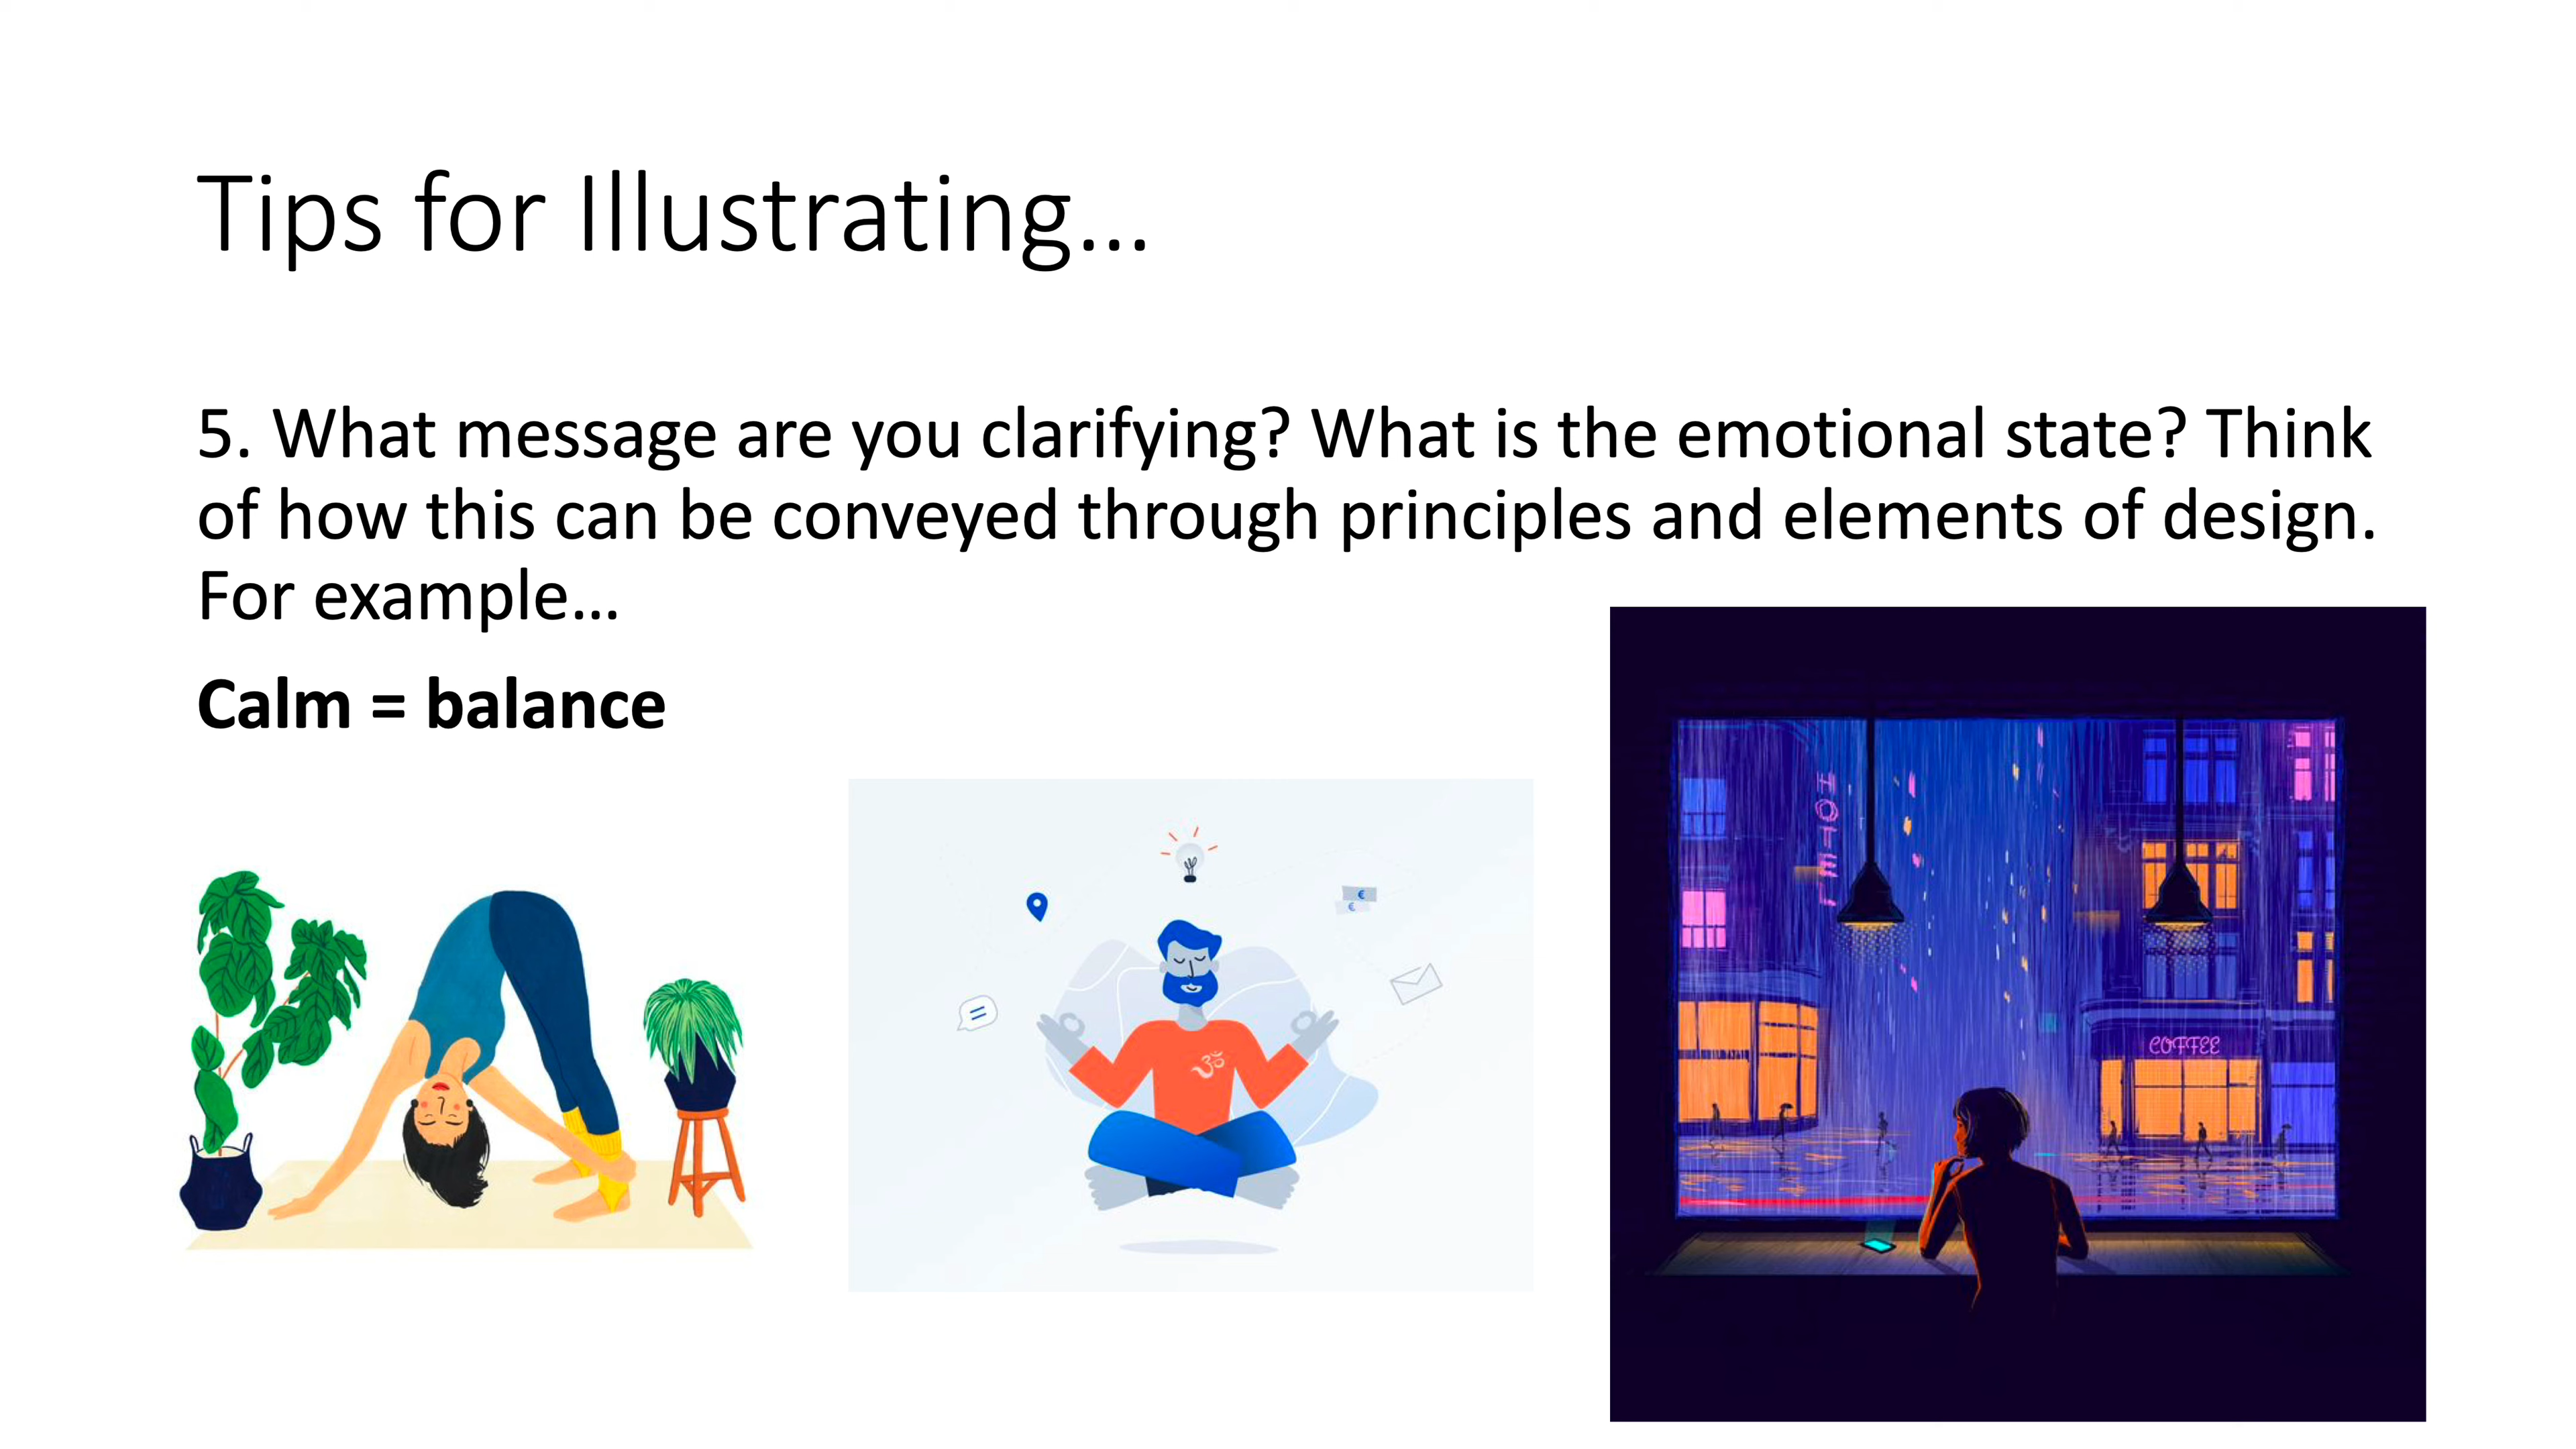 Tips for Illustrating...
5. What message are you clarifying? What is the emotional state? Think
of how this can be conveyed through principles and elements of design.
For example...
Calm = balance
€
€
ॐ
HOTEL
COFFEE